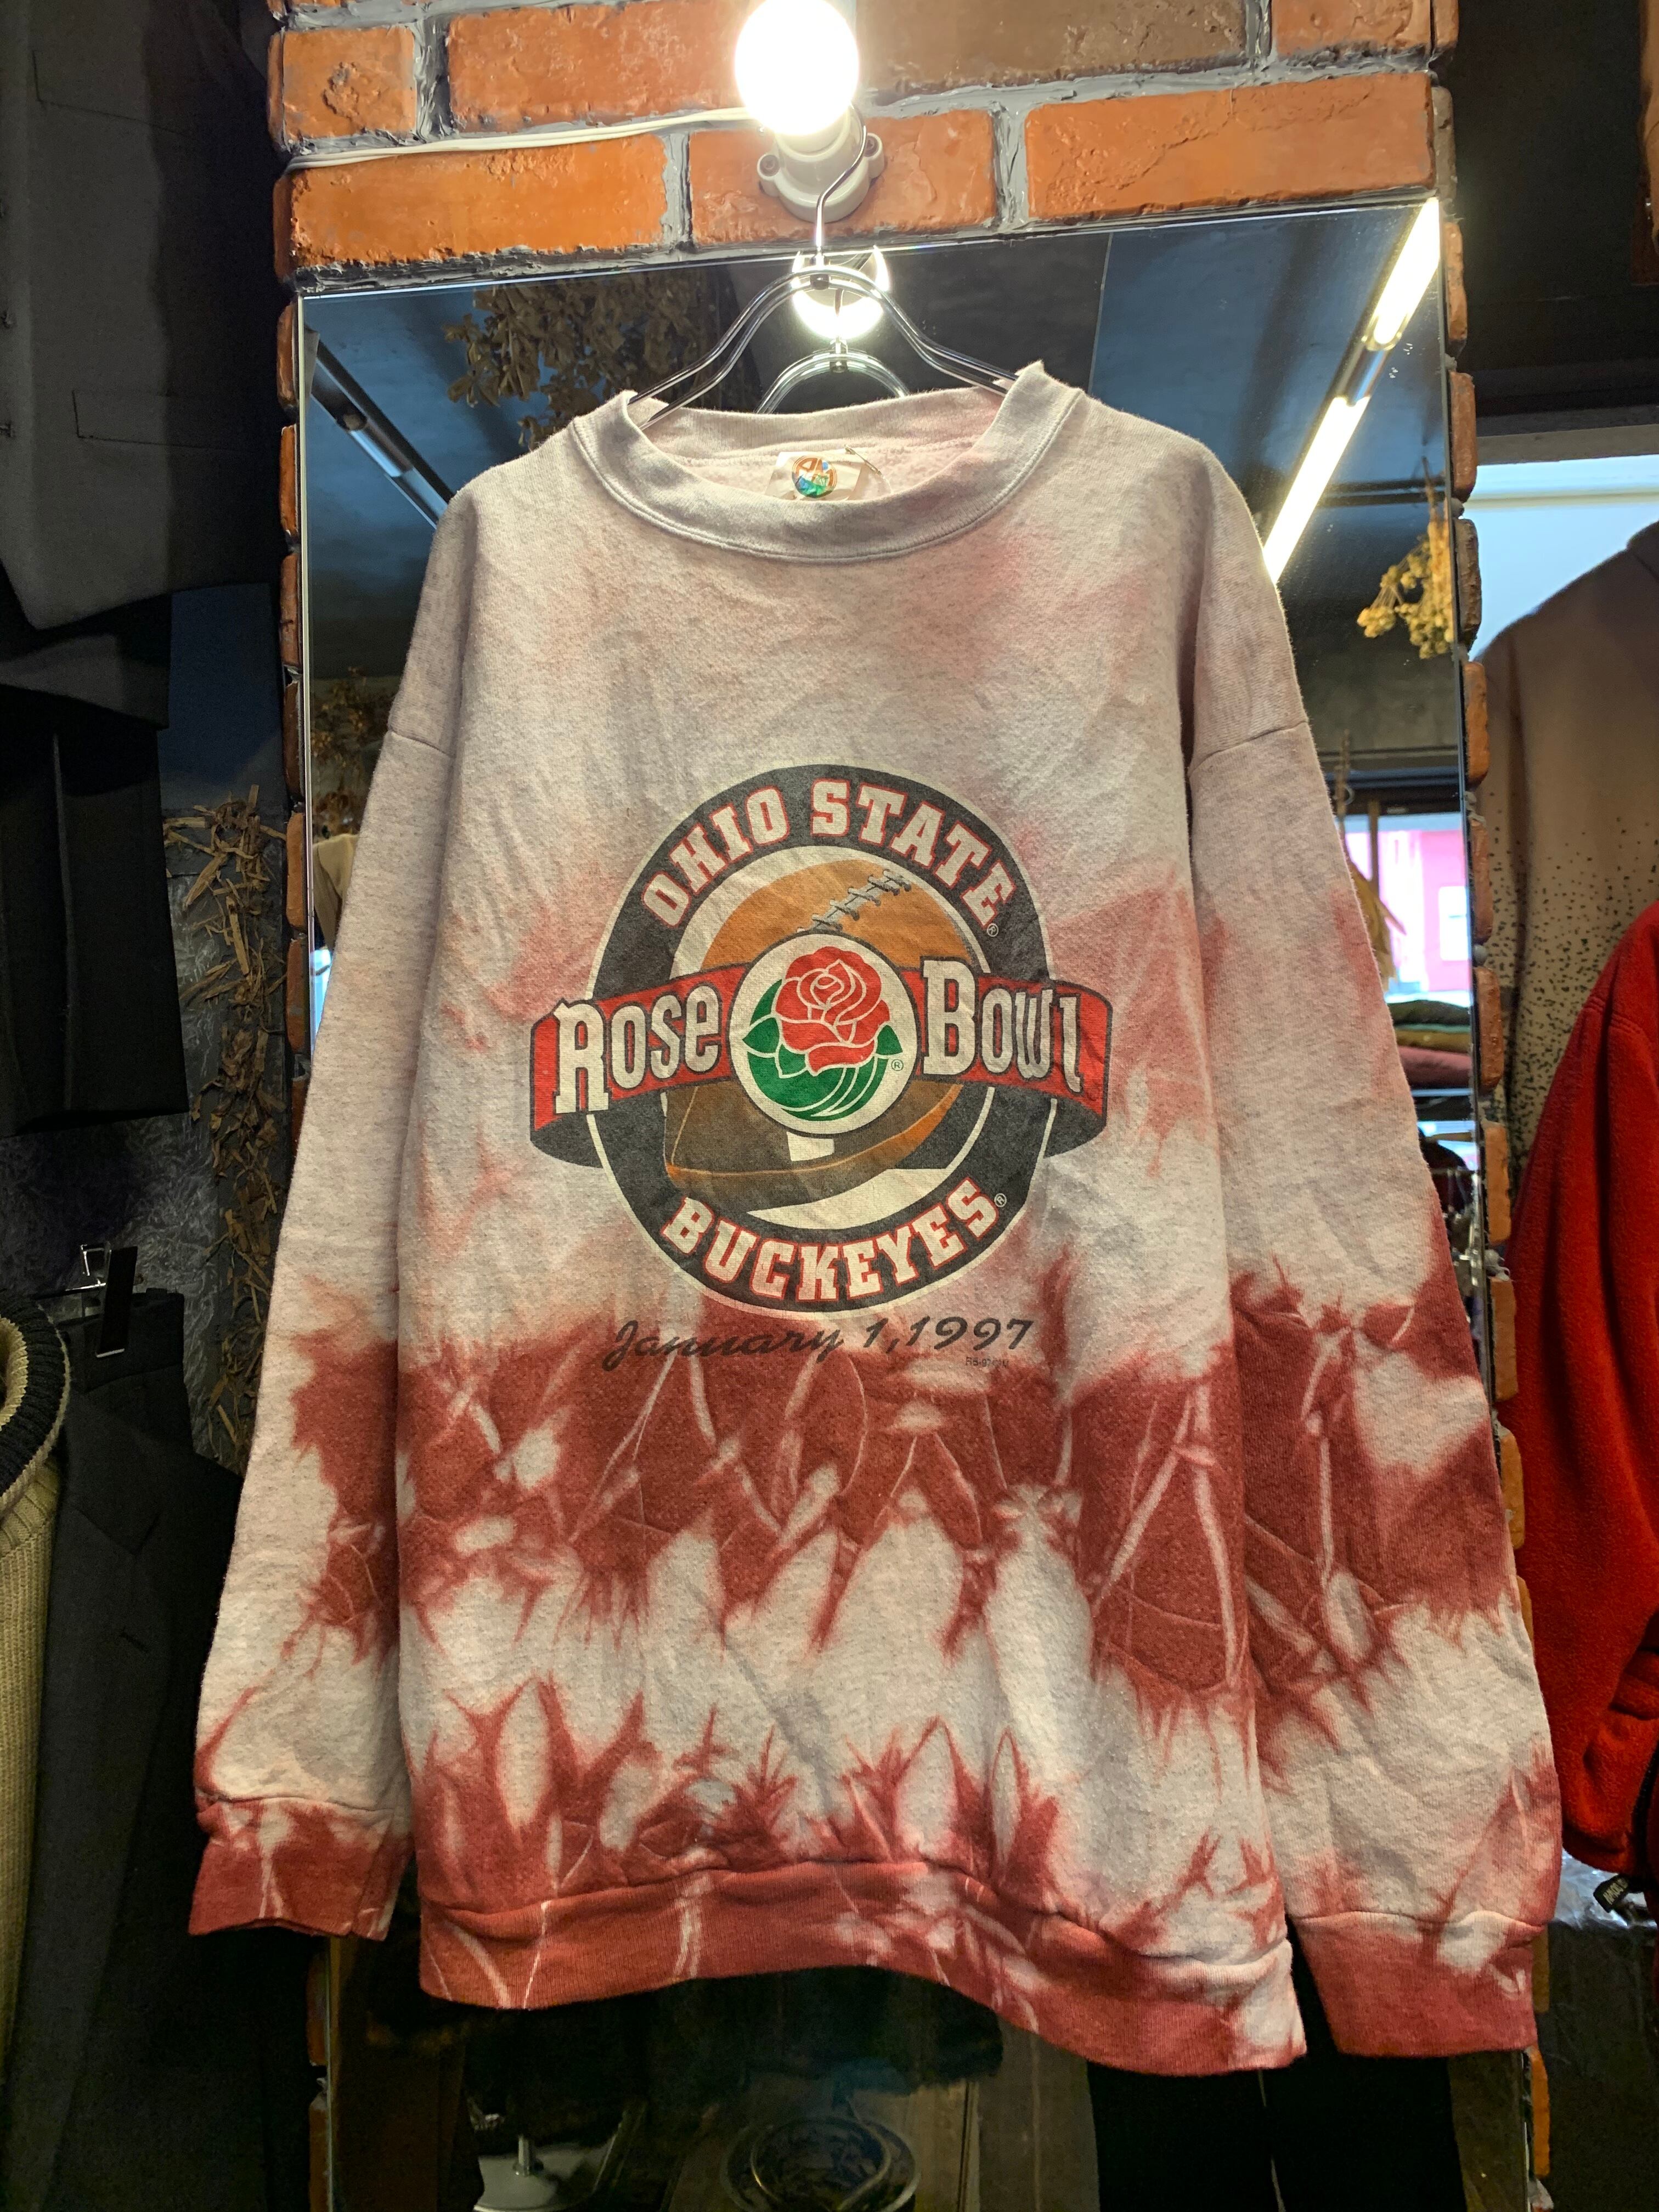 OHIO STATE®
ROSE BOWL
®
BUCKEYES®
January 1, 1997